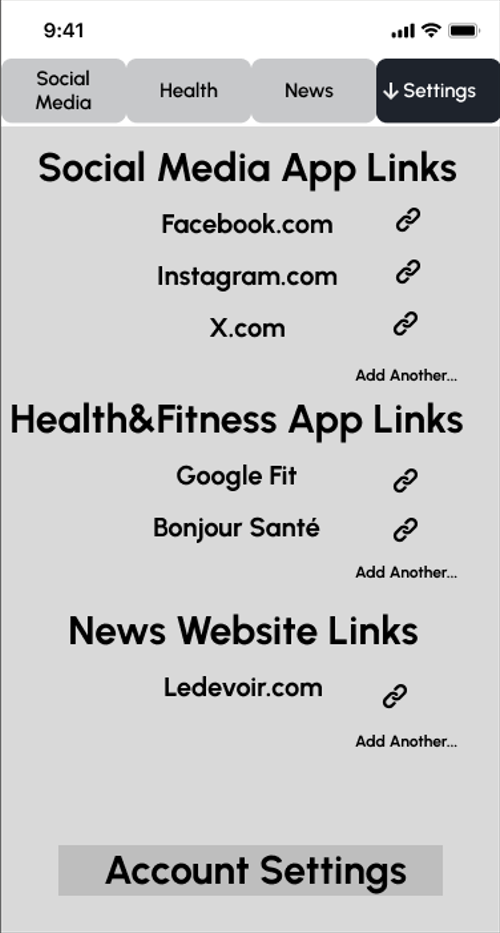 9:41
Social
Media
Health
News
↓ Settings
Social Media App Links
Facebook.com
Instagram.com
X.com
Add Another...
Health&Fitness App Links
Google Fit
Bonjour Santé
Add Another...
News Website Links
Ledevoir.com
Add Another...
Account Settings